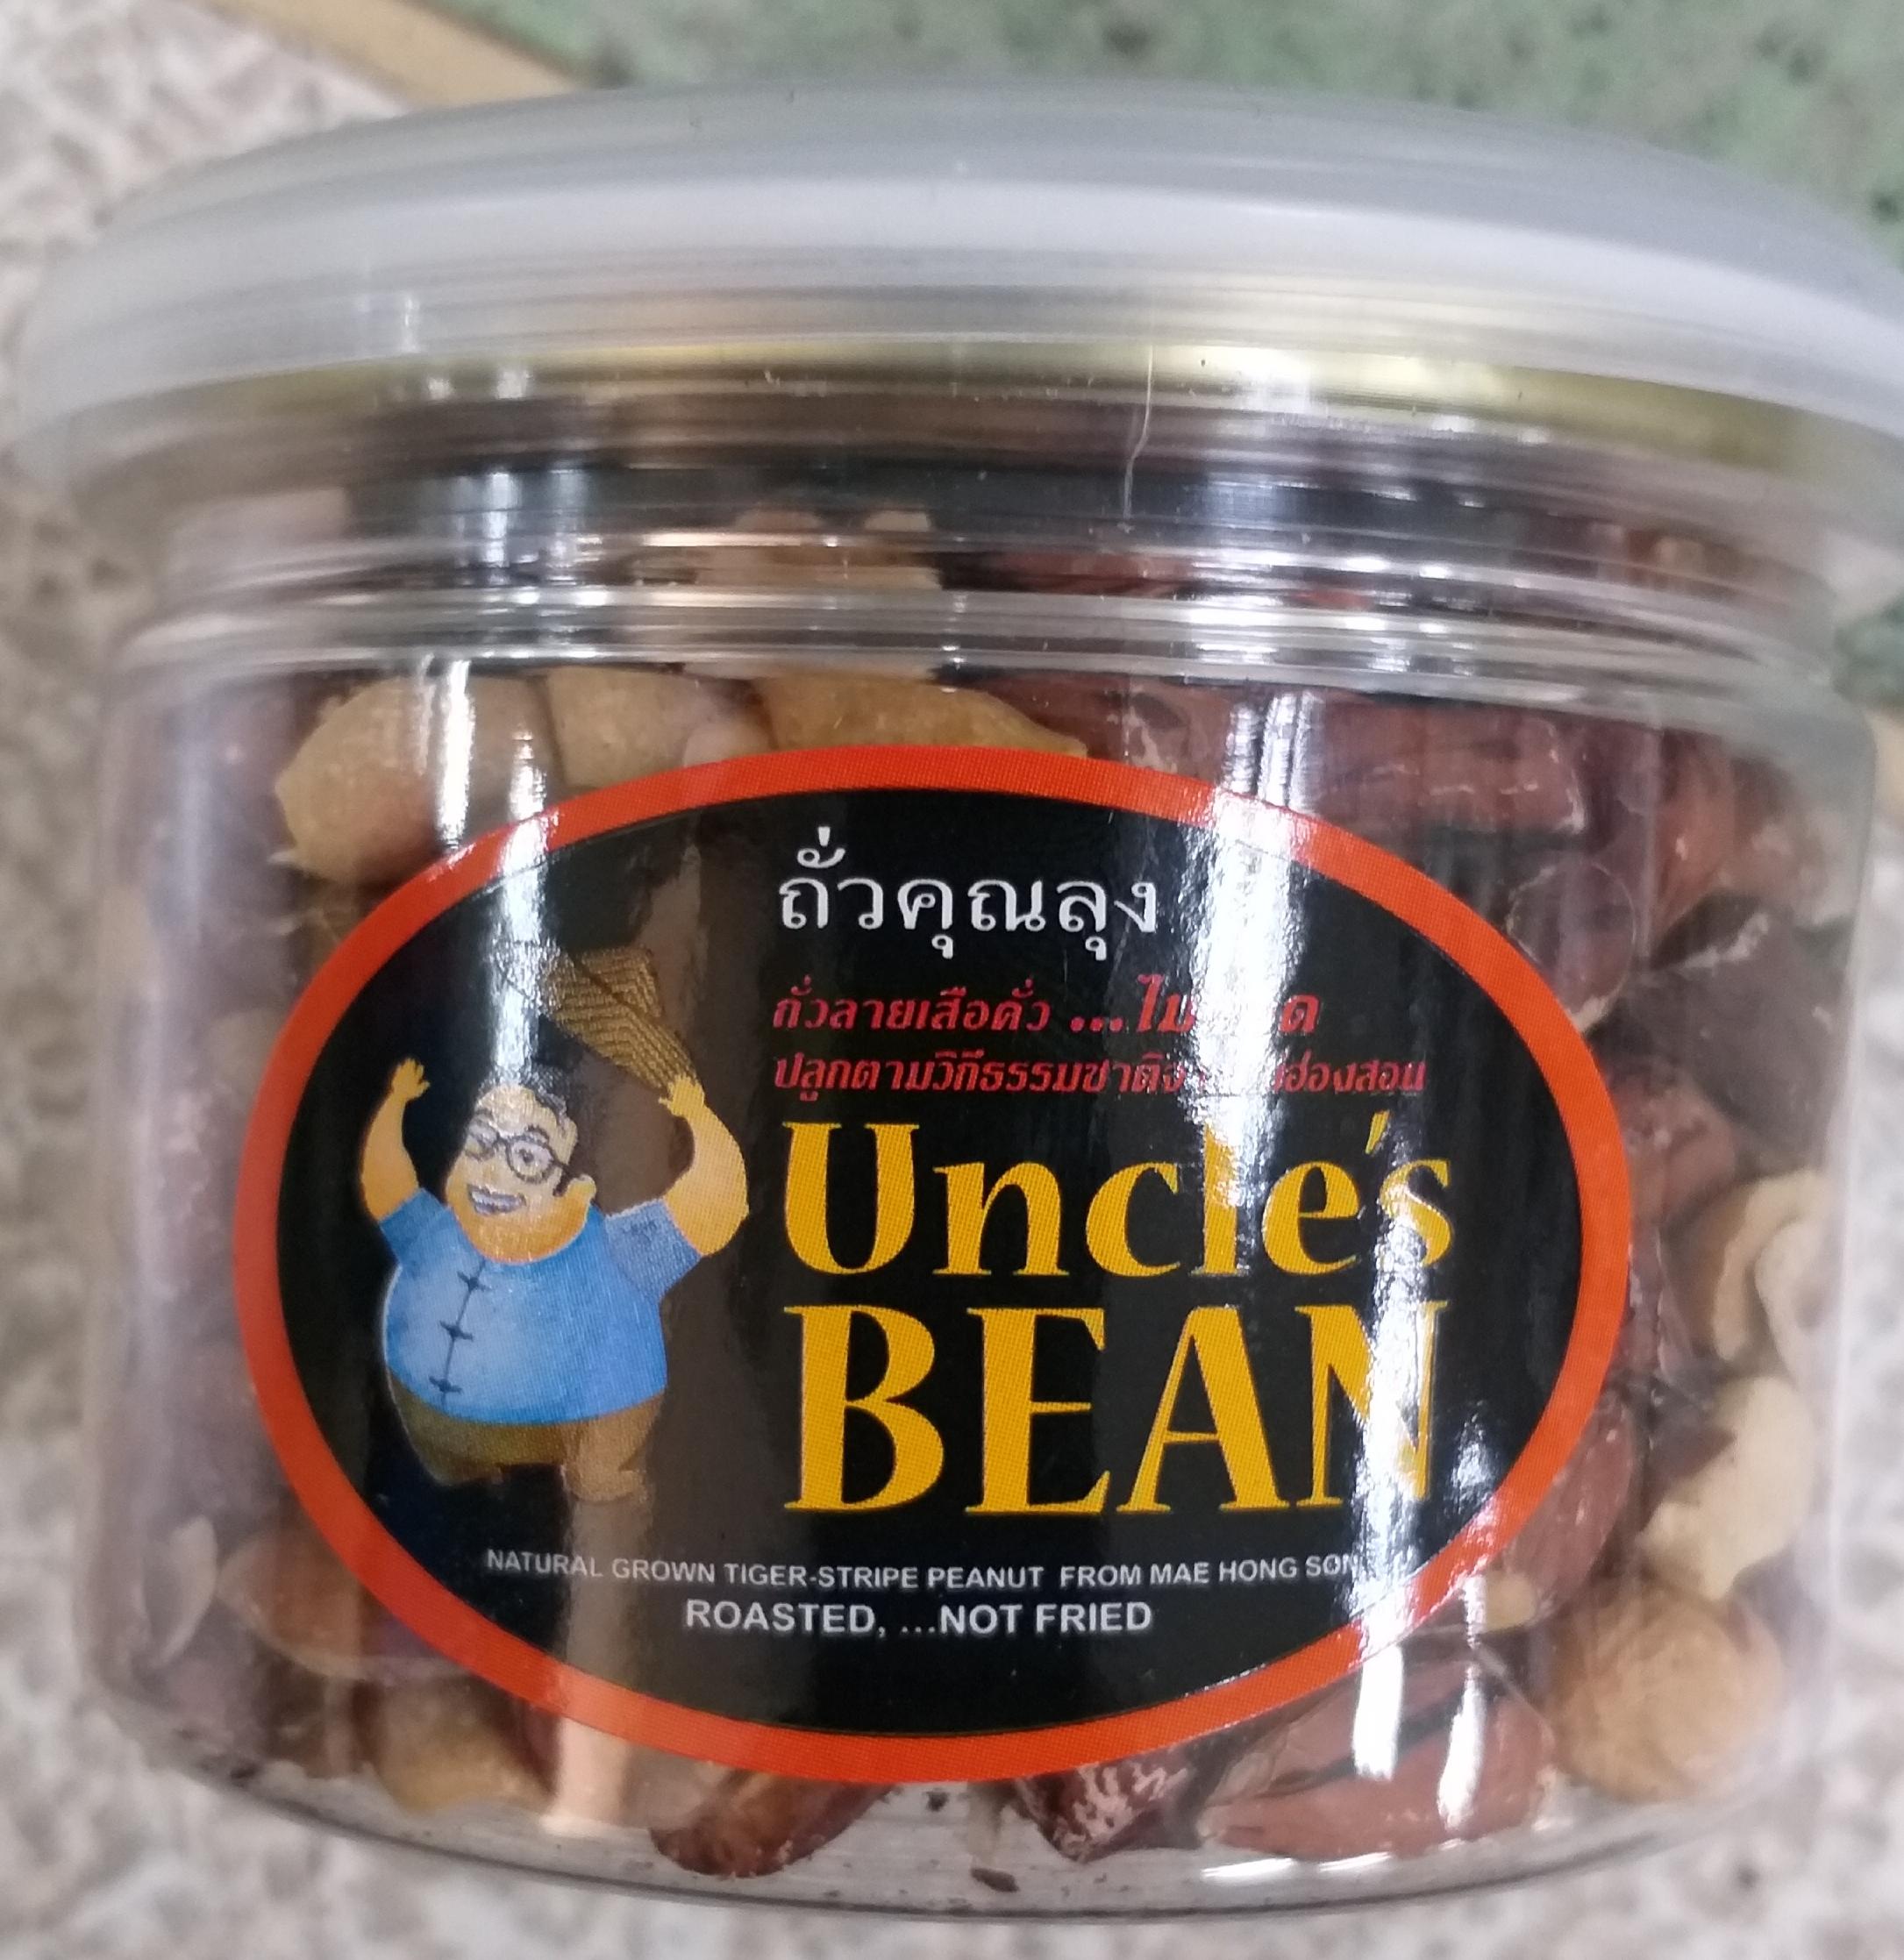 ถั่วคุณลุง
ถั่วลายเสือคั่ว ...
ปลูกตามวิถีธรรมชาติ
Uncle's
BEAN
NATURAL GROWN TIGER-STRIPE PEANUT FROM MAE HONG SON
ROASTED, ...NOT FRIED